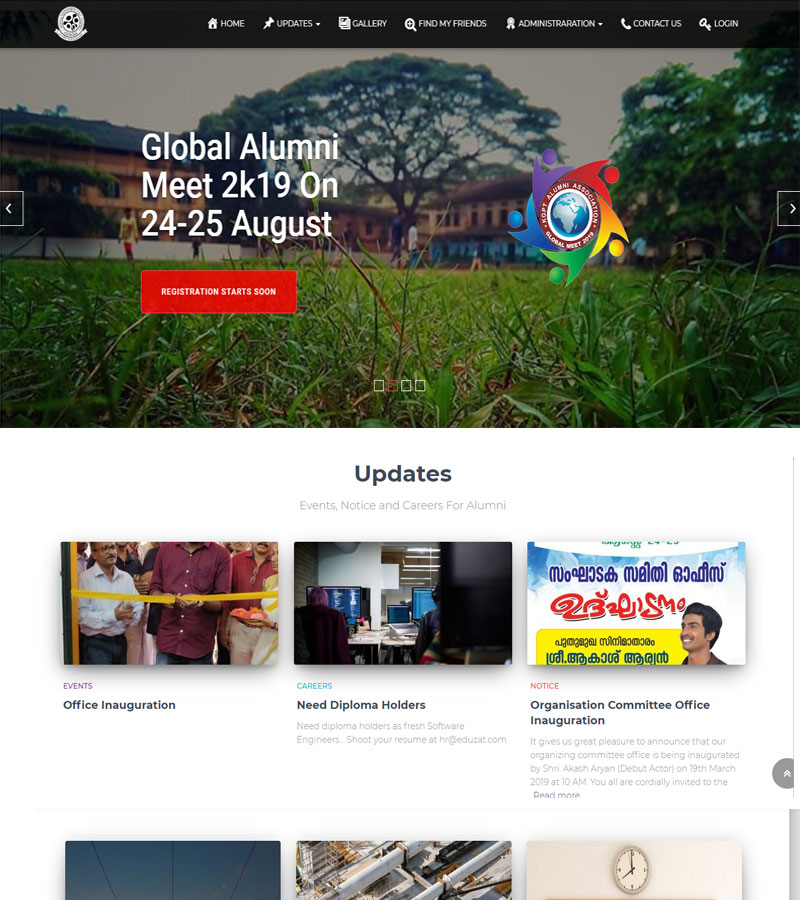 HOME
UPDATES
GALLERY
FIND MY FRIENDS
ADMINISTRARATION
CONTACT US
LOGIN
Global Alumni
Meet 2k19 On
24-25 August
REGISTRATION STARTS SOON
KGPT ALUMNI ASSOCIATION
GLOBAL MEET 2019
Updates
Events, Notice and Careers For Alumni
EVENTS
Office Inauguration
CAREERS
Need Diploma Holders
Need diploma holders as fresh Software
Engineers... Shoot your resume at hr@eduzat.com
സംഘാടക സമിതി ഓഫീസ്
ഉദ്ഘാടനം
പുതുമുഖ സിനിമാതാരം
ശ്രീ.ആകാശ് ആര്യൻ
NOTICE
Organisation Committee Office
Inauguration
It gives us great pleasure to announce that our
organizing committee office is being inaugurated
by Shri. Akash Aryan (Debut Actor) on 19th March
2019 at 10 AM. You all are cordially invited to the
Read more